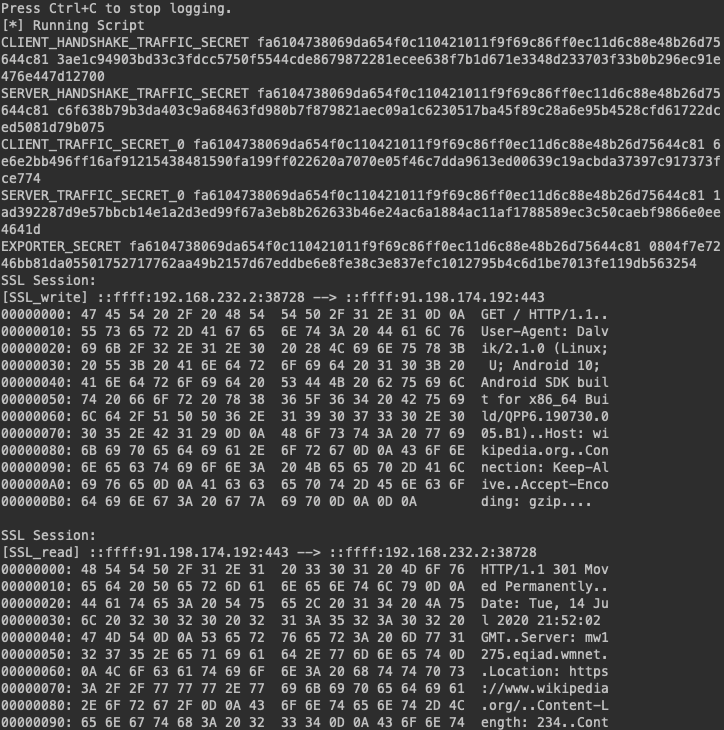 Press Ctrl+C to stop logging.
[*] Running Script
CLIENT_HANDSHAKE_TRAFFIC_SECRET fa6104738069da654f0c110421011f9f69c86ff0ec11d6c88e48b26d75
644c81 3ae1c94903bd33c3fdcc5750f5544cde8679872281ecee638f7b1d671e3348d233703f33b0b296ec91e
476e447d12700
SERVER_HANDSHAKE_TRAFFIC_SECRET fa6104738069da654f0c110421011f9f69c86ff0ec11d6c88e48b26d75
644c81 c6f638b79b3da403c9a68463fd980b7f879821aec09a1c6230517ba45f89c28a6e95b4528cfd61722dc
ed5081d79b075
CLIENT_TRAFFIC_SECRET_0 fa6104738069da654f0c110421011f9f69c86ff0ec11d6c88e48b26d75644c81 6
e6e2bb496ff16af91215438481590fa199ff022620a7070e05f46c7dda9613ed00639c19acbda37397c917373f
ce774
SERVER_TRAFFIC_SECRET_0 fa6104738069da654f0c110421011f9f69c86ff0ec11d6c88e48b26d75644c81 1
ad392287d9e57bbcb14e1a2d3ed99f67a3eb8b262633b46e24ac6a1884ac11af1788589ec3c50caebf9866e0ee
4641d
EXPORTER_SECRET fa6104738069da654f0c110421011f9f69c86ff0ec11d6c88e48b26d75644c81 0804f7e72
46bb81da05501752717762aa49b2157d67eddbe6e8fe38c3e837efc1012795b4c6d1be7013fe119db563254
SSL Session:
[SSL_write] ::ffff:192.168.232.2:38728 --> ::ffff:91.198.174.192:443
00000000: 47 45 54 20 2F 20 48 54  54 50 2F 31 2E 31 0D 0A  GET / HTTP/1.1..
00000010: 55 73 65 72 2D 41 67 65  6E 74 3A 20 44 61 6C 76  User-Agent: Dalv
00000020: 69 6B 2F 32 2E 31 2E 30  20 28 4C 69 6E 75 78 3B  ik/2.1.0 (Linux;
00000030: 20 55 3B 20 41 6E 64 72  6F 69 64 20 31 30 3B 20   U; Android 10; 
00000040: 41 6E 64 72 6F 69 64 20  53 44 4B 20 62 75 69 6C  Android SDK buil
00000050: 74 20 66 6F 72 20 78 38  36 5F 36 34 20 42 75 69  t for x86_64 Bui
00000060: 6C 64 2F 51 50 50 36 2E  31 39 30 37 33 30 2E 30  ld/QPP6.190730.0
00000070: 30 35 2E 42 31 29 0D 0A  48 6F 73 74 3A 20 77 69  05.B1)..Host: wi
00000080: 6B 69 70 65 64 69 61 2E  6F 72 67 0D 0A 43 6F 6E  kipedia.org..Con
00000090: 6E 65 63 74 69 6F 6E 3A  20 4B 65 65 70 2D 41 6C  nection: Keep-Al
000000A0: 69 76 65 0D 0A 41 63 63  65 70 74 2D 45 6E 63 6F  ive..Accept-Enco
000000B0: 64 69 6E 67 3A 20 67 7A  69 70 0D 0A 0D 0A        ding: gzip....
SSL Session:
[SSL_read] ::ffff:91.198.174.192:443 --> ::ffff:192.168.232.2:38728
00000000: 48 54 54 50 2F 31 2E 31  20 33 30 31 20 4D 6F 76  HTTP/1.1 301 Mov
00000010: 65 64 20 50 65 72 6D 61  6E 65 6E 74 6C 79 0D 0A  ed Permanently..
00000020: 44 61 74 65 3A 20 54 75  65 2C 20 31 34 20 4A 75  Date: Tue, 14 Ju
00000030: 6C 20 32 30 32 30 20 32  31 3A 35 32 3A 30 32 20  l 2020 21:52:02 
00000040: 47 4D 54 0D 0A 53 65 72  76 65 72 3A 20 6D 77 31  GMT..Server: mw1
00000050: 32 37 35 2E 65 71 69 61  64 2E 77 6D 6E 65 74 0D  275.eqiad.wmnet.
00000060: 0A 4C 6F 63 61 74 69 6F  6E 3A 20 68 74 74 70 73  .Location: https
00000070: 3A 2F 2F 77 77 77 2E 77  69 6B 69 70 65 64 69 61  ://www.wikipedia
00000080: 2E 6F 72 67 2F 0D 0A 43  6F 6E 74 65 6E 74 2D 4C  .org/..Content-L
00000090: 65 6E 67 74 68 3A 20 32  33 34 0D 0A 43 6F 6E 74  ength: 234..Cont